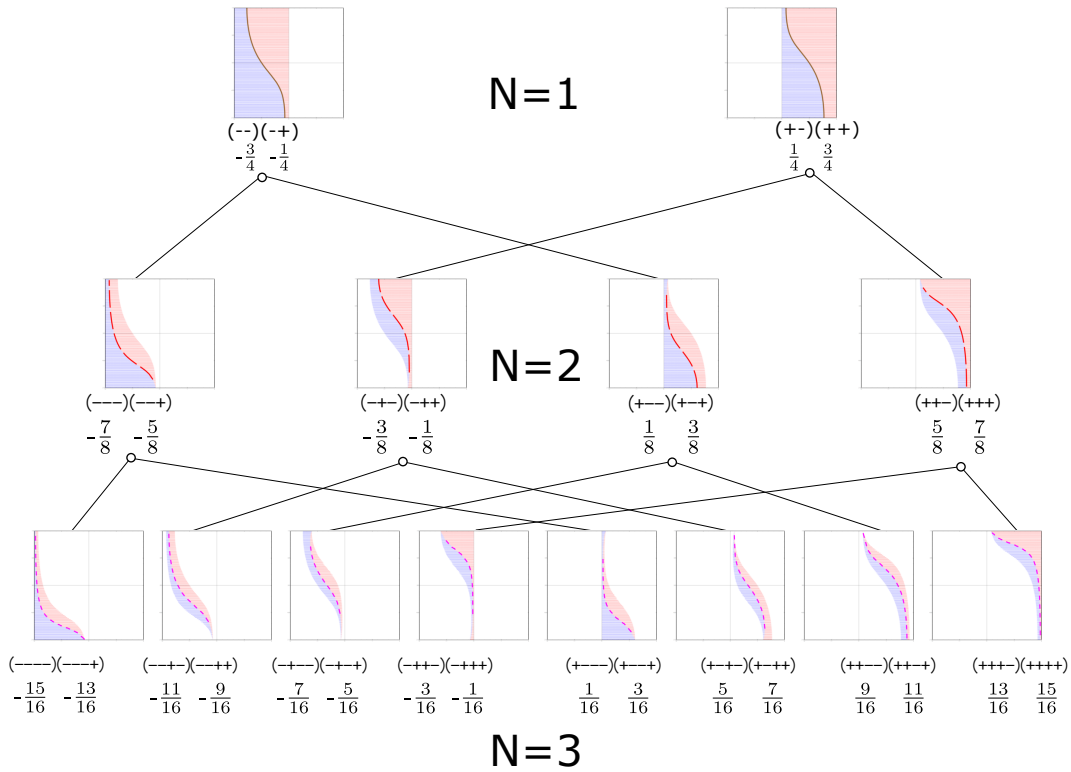 N=1
(--)(-+) (+-)(++)
-3/4 -1/4 1/4 3/4
N=2
(---)(--+) (-+-)(-++) (+--)(+-+) (++-)(+++)
-7/8 -5/8 -3/8 -1/8 1/8 3/8 5/8 7/8
(----)(---+) (--+-)(--++) (-+--)(-+-+) (-++-)(-+++) (+---)(+--+) (+-+-)(+-++) (++--)(++-+) (+++-)(++++)
-15/16 -13/16 -11/16 -9/16 -7/16 -5/16 -3/16 -1/16 1/16 3/16 5/16 7/16 9/16 11/16 13/16 15/16
N=3